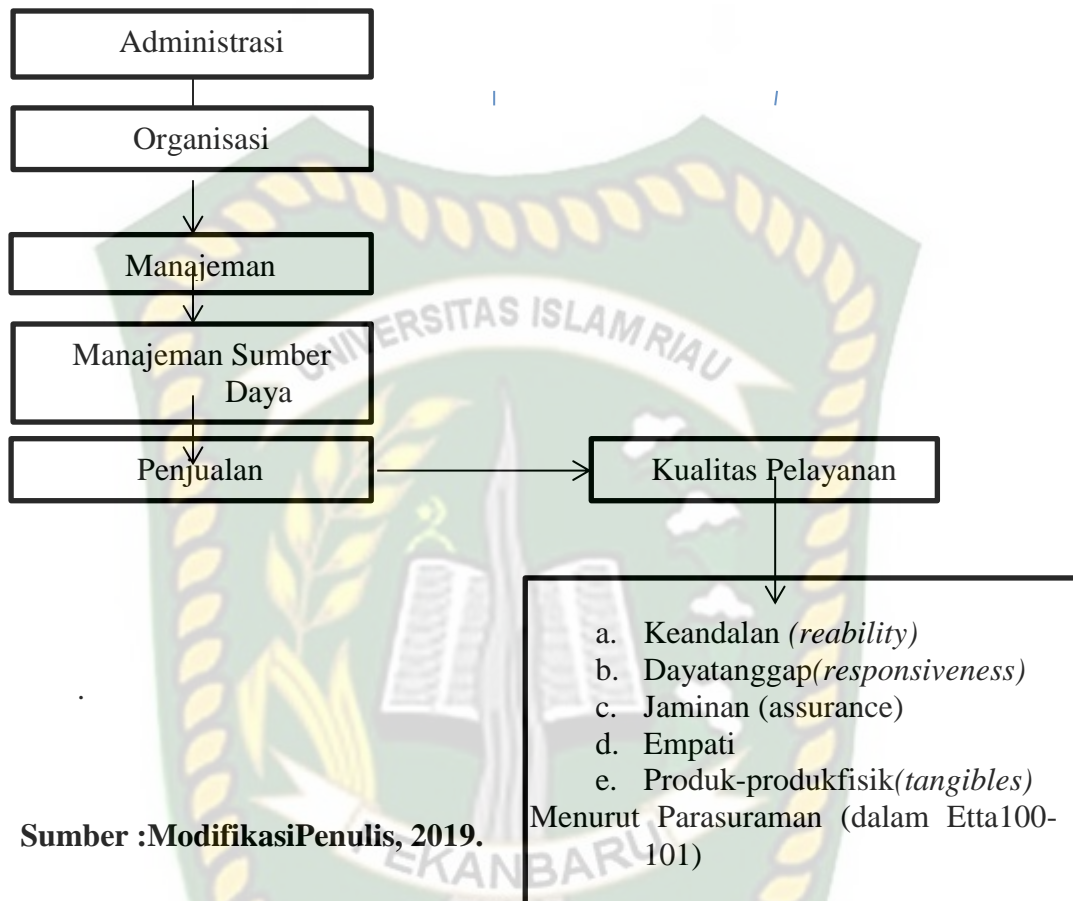 Administrasi
Organisasi
Manajeman
UNIVERSITAS ISLAM RIAU
Manajeman Sumber
Daya
Penjualan
Kualitas Pelayanan
a. Keandalan (reability)
b. Dayatanggap(responsiveness)
c. Jaminan (assurance)
d. Empati
e. Produk-produkfisik(tangibles)
Menurut Parasuraman (dalam Etta100-
101)
.
Sumber :ModifikasiPenulis, 2019.
PEKANBARU